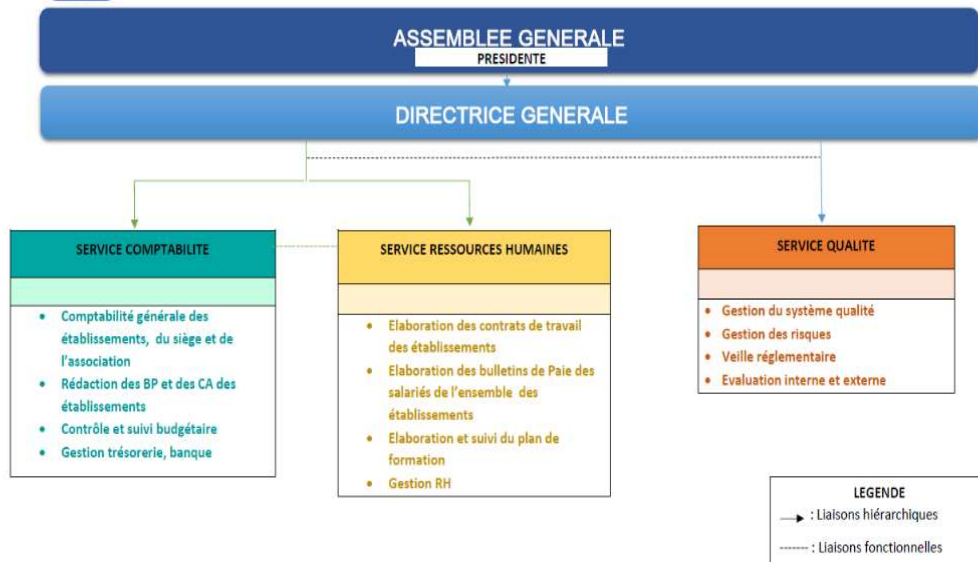 ASSEMBLEE GENERALE
PRESIDENTE
DIRECTRICE GENERALE
SERVICE COMPTABILITE
• Comptabilité générale des
établissements, du siège et de
l'association
• Rédaction des BP et des CA des
établissements
• Contrôle et suivi budgétaire
• Gestion trésorerie, banque
SERVICE RESSOURCES HUMAINES
• Elaboration des contrats de travail
des établissements
• Elaboration des bulletins de Paie des
salariés de l'ensemble des
établissements
• Elaboration et suivi du plan de
formation
• Gestion RH
SERVICE QUALITE
• Gestion du système qualité
• Gestion des risques
• Veille réglementaire
• Evaluation interne et externe
LEGENDE
: Liaisons hiérarchiques
: Liaisons fonctionnelles